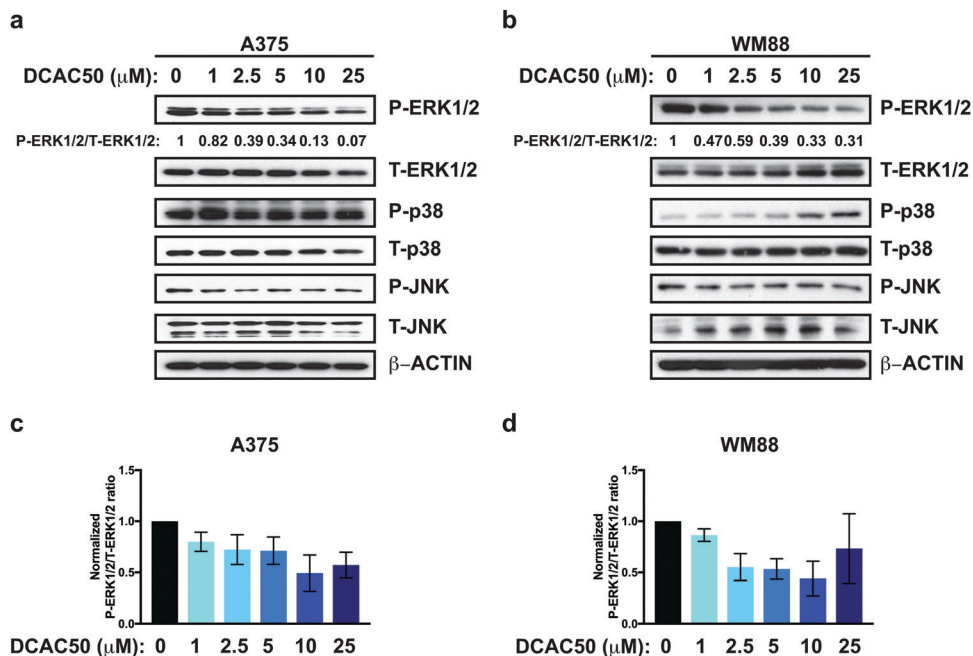 a
A375
DCAC50 (μM): 0 1 2.5 5 10 25
P-ERK1/2
P-ERK1/2/T-ERK1/2: 1 0.82 0.39 0.34 0.13 0.07
T-ERK1/2
P-p38
T-p38
P-JNK
T-JNK
β–ACTIN
b
WM88
DCAC50 (μM): 0 1 2.5 5 10 25
P-ERK1/2
P-ERK1/2/T-ERK1/2: 1 0.47 0.59 0.39 0.33 0.31
T-ERK1/2
P-p38
T-p38
P-JNK
T-JNK
β–ACTIN
c
A375
Normalized
P-ERK1/2/T-ERK1/2 ratio
1.5
1.0
0.5
0.0
DCAC50 (μM): 0 1 2.5 5 10 25
d
WM88
Normalized
P-ERK1/2/T-ERK1/2 ratio
1.5
1.0
0.5
0.0
DCAC50 (μM): 0 1 2.5 5 10 25